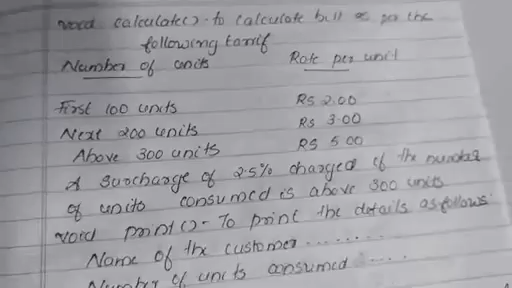 void calculate() - to calculate bill as per the
following tarrif
Number of units Rate per unit
First 100 units RS 2.00
Next 200 units RS 3.00
Above 300 units RS 5.00
A surcharge of 2.5% charged if the number
of units consumed is above 300 units
void print() - To print the details as follows
Name of the customer ........
Number of units consumed .....